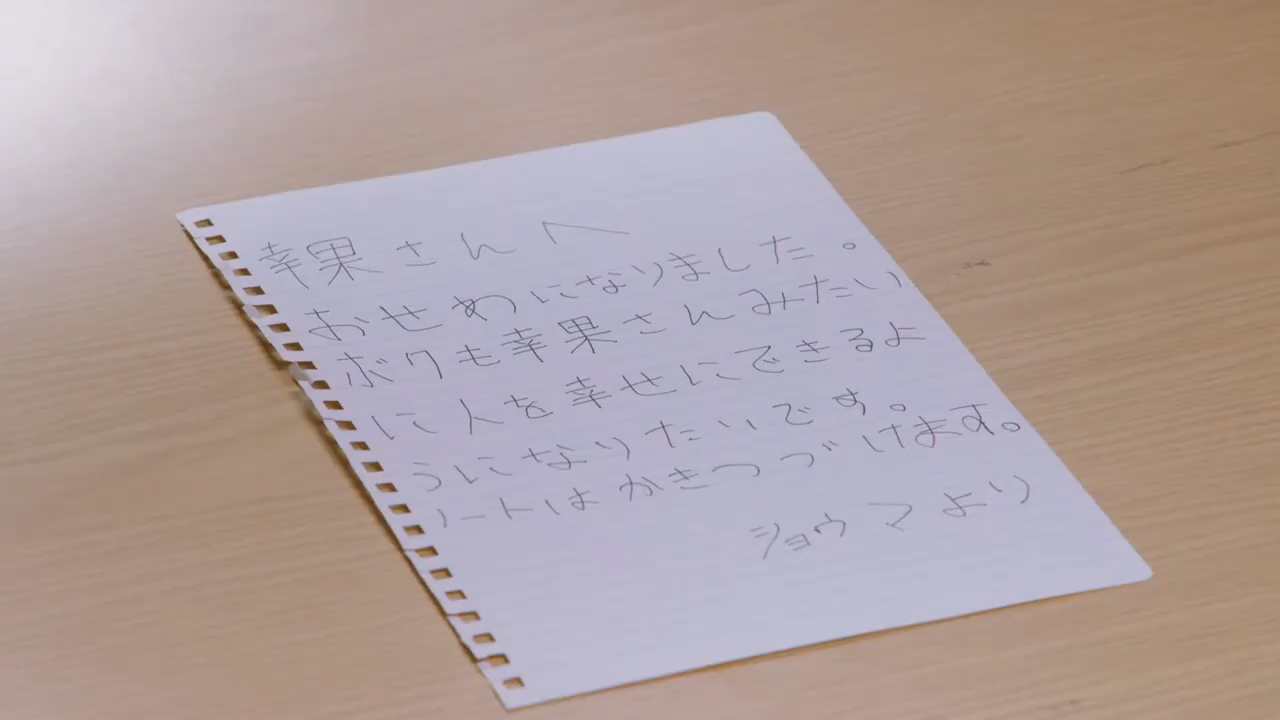 幸果さんへ
おせわになりました。
ボクも幸果さんみたい
に人を幸せにできるよ
うになりたいです。
ノートはかきつづけます。
ショウマより